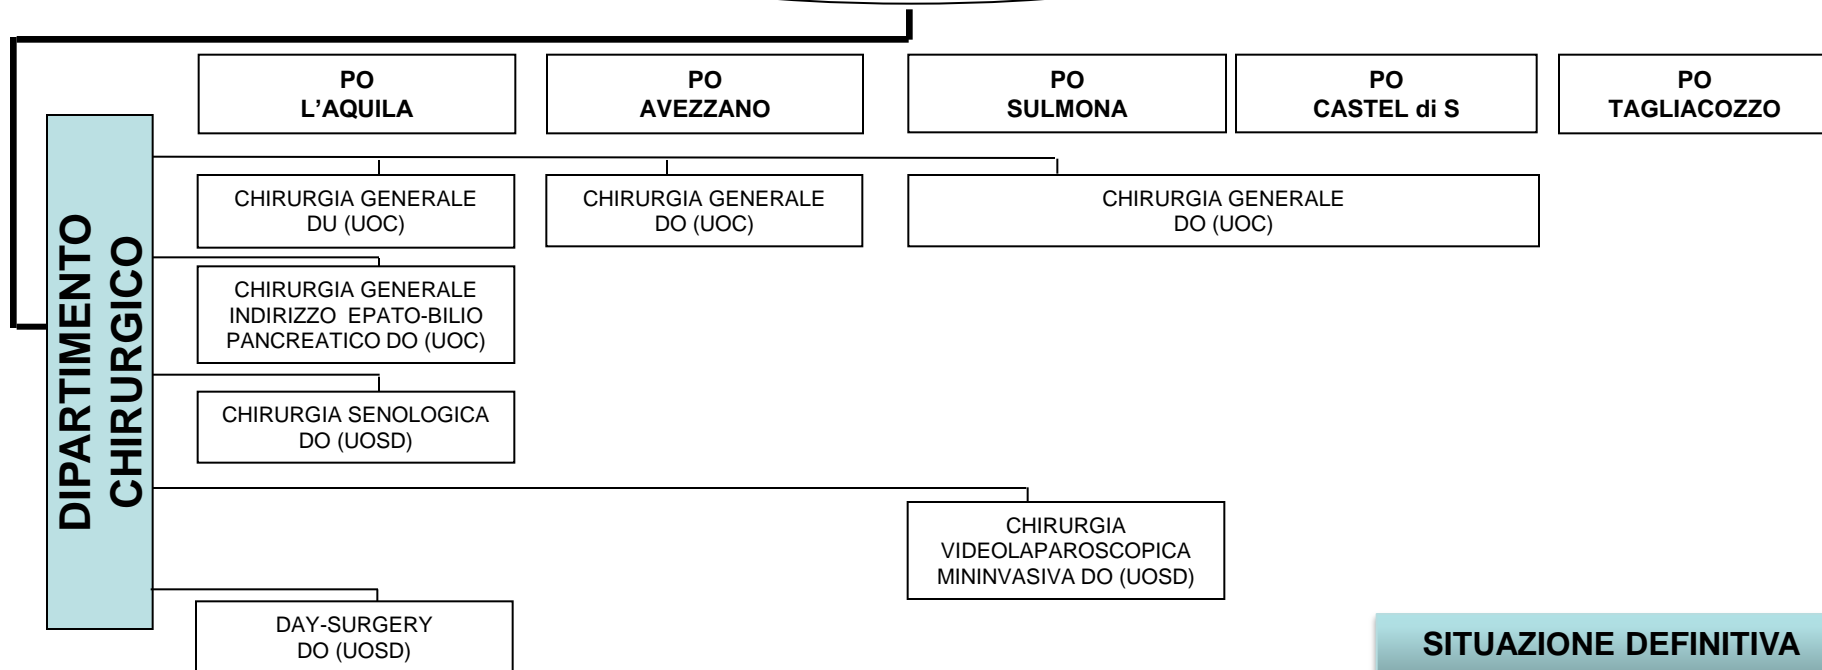 PO
L'AQUILA
PO
AVEZZANO
PO
SULMONA
PO
CASTEL di S
PO
TAGLIACOZZO
DIPARTIMENTO
CHIRURGICO
CHIRURGIA GENERALE
DU (UOC)
CHIRURGIA GENERALE
DO (UOC)
CHIRURGIA GENERALE
DO (UOC)
CHIRURGIA GENERALE
INDIRIZZO EPATO-BILIO
PANCREATICO DO (UOC)
CHIRURGIA SENOLOGICA
DO (UOSD)
CHIRURGIA
VIDEOLAPAROSCOPICA
MININVASIVA DO (UOSD)
DAY-SURGERY
DO (UOSD)
SITUAZIONE DEFINITIVA